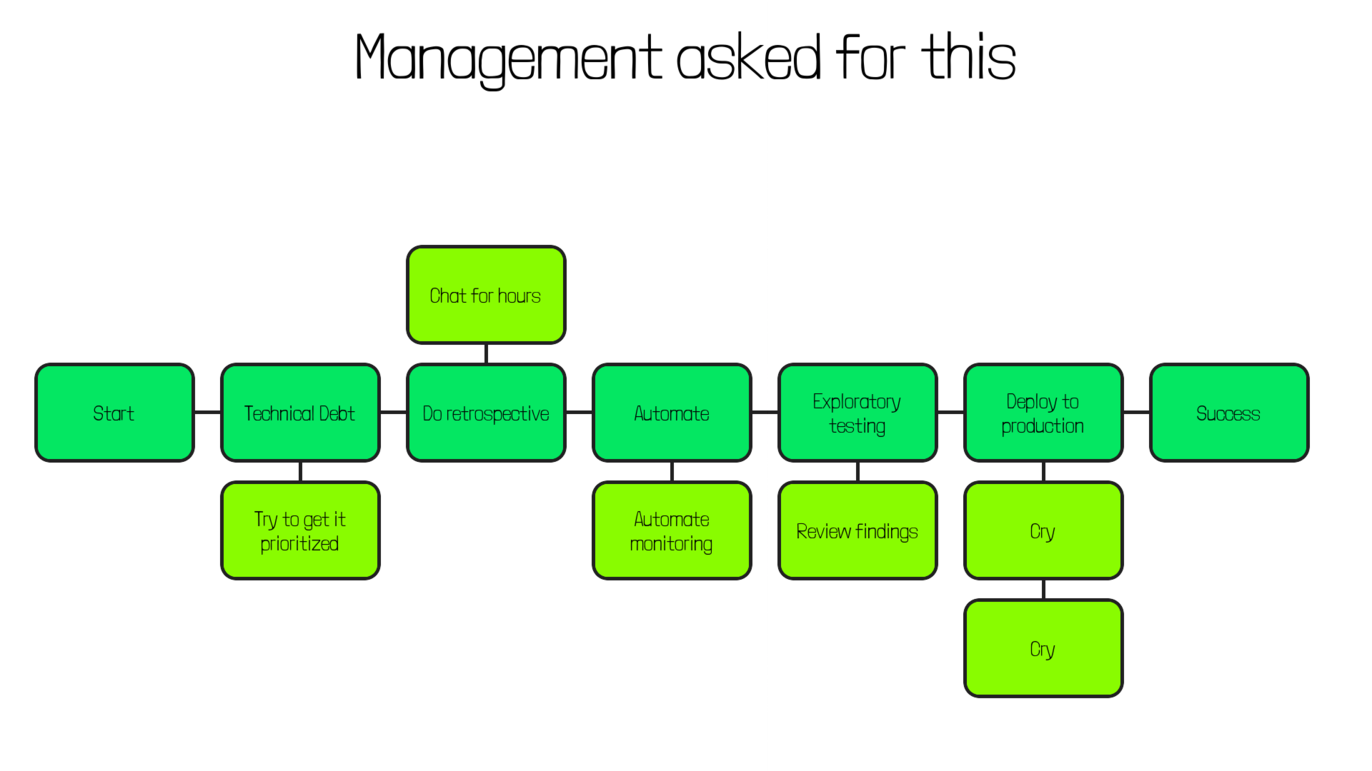 Management asked for this
Chat for hours
Start
Technical Debt
Do retrospective
Automate
Exploratory
testing
Deploy to
production
Success
Try to get it
prioritized
Automate
monitoring
Review findings
Cry
Cry